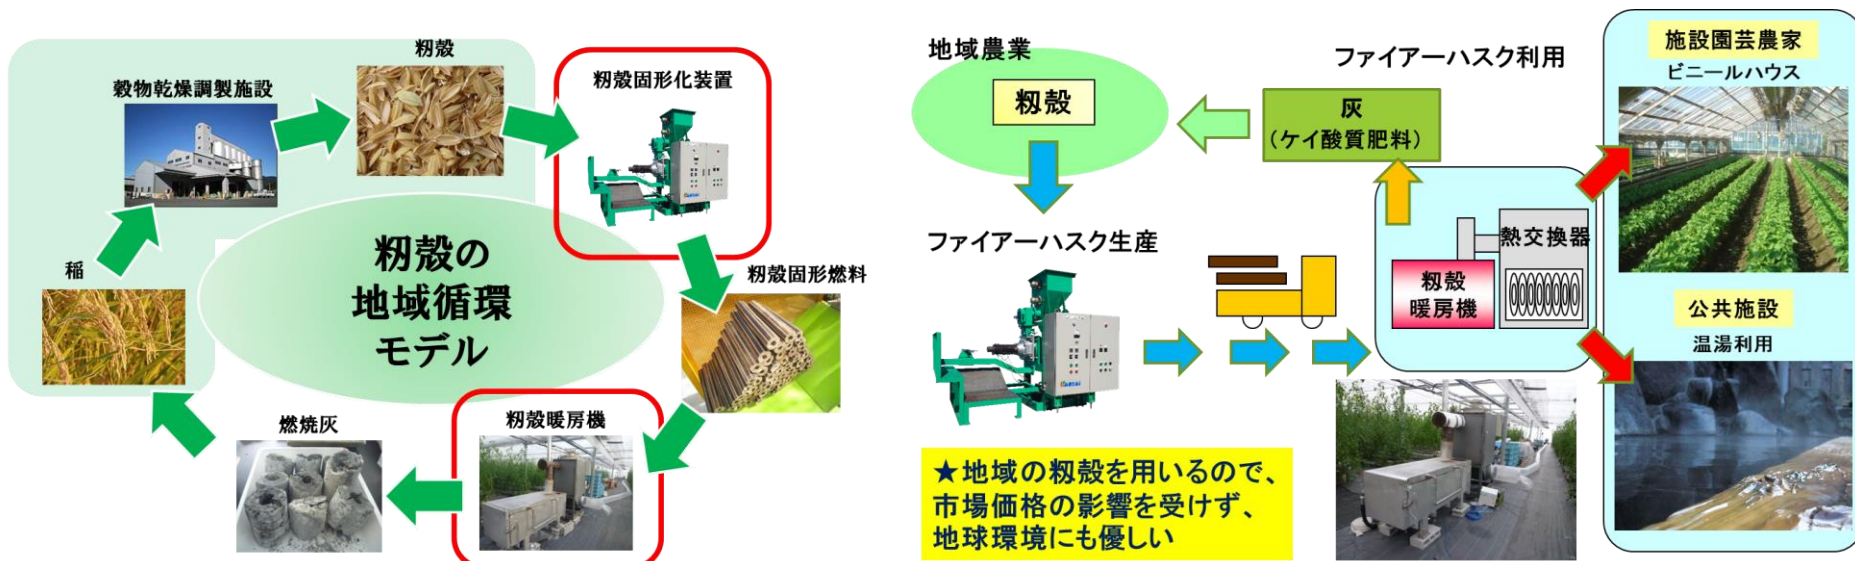 籾殻
穀物乾燥調製施設
籾殻固形化装置
籾殻の
地域循環
モデル
稲
籾殻固形燃料
籾殻暖房機
燃焼灰
地域農業
籾殻
ファイアーハスク利用
灰
（ケイ酸質肥料）
ファイアーハスク生産
籾殻
暖房機
熱交換器
施設園芸農家
ビニールハウス
公共施設
温湯利用
★地域の籾殻を用いるので、
市場価格の影響を受けず、
地球環境にも優しい